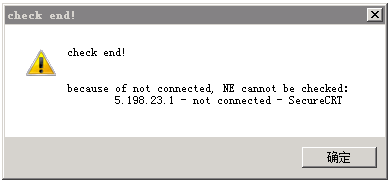 check end!
check end!
because of not connected, NE cannot be checked:
5.198.23.1 - not connected - SecureCRT
确定